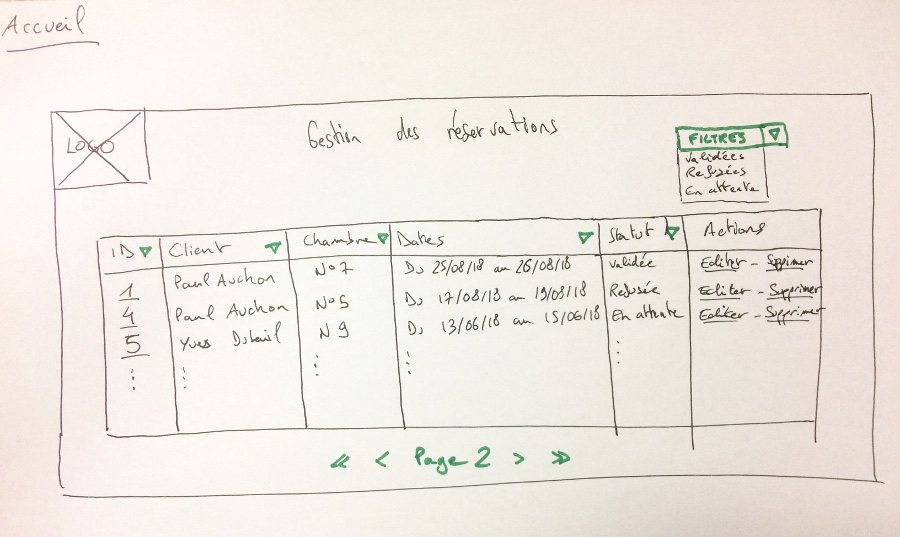 Accueil
LOGO
Gestion des réservations
FILTRES
Validées
Refusées
En attente
ID Client Chambre Dates Statut Actions
1 Paul Auchon N°7 Du 25/08/18 au 26/08/18 Validée Editer - Supprimer
4 Paul Auchon N°5 Du 17/08/18 au 19/08/18 Refusée Editer - Supprimer
5 Yves N 9 Du 13/06/18 au 15/06/18 En attente Editer - Supprimer
<< < Page 2 > >>